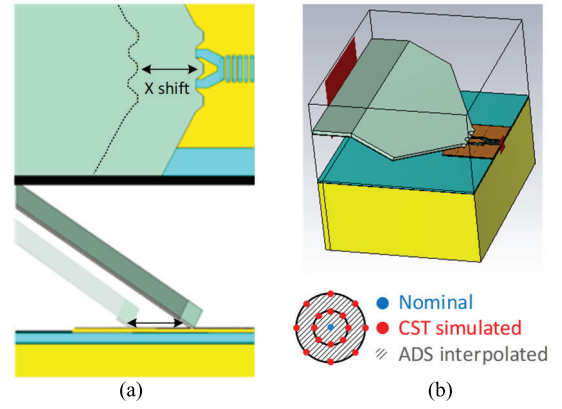 X shift
Nominal
CST simulated
ADS interpolated
(a)
(b)